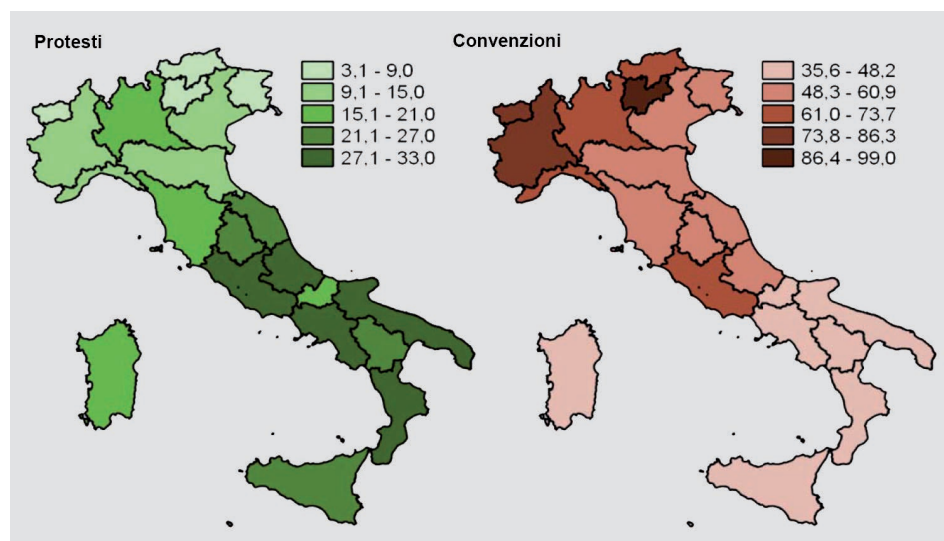 Protesti
3,1 - 9,0
9,1 - 15,0
15,1 - 21,0
21,1 - 27,0
27,1 - 33,0
Convenzioni
35,6 - 48,2
48,3 - 60,9
61,0 - 73,7
73,8 - 86,3
86,4 - 99,0